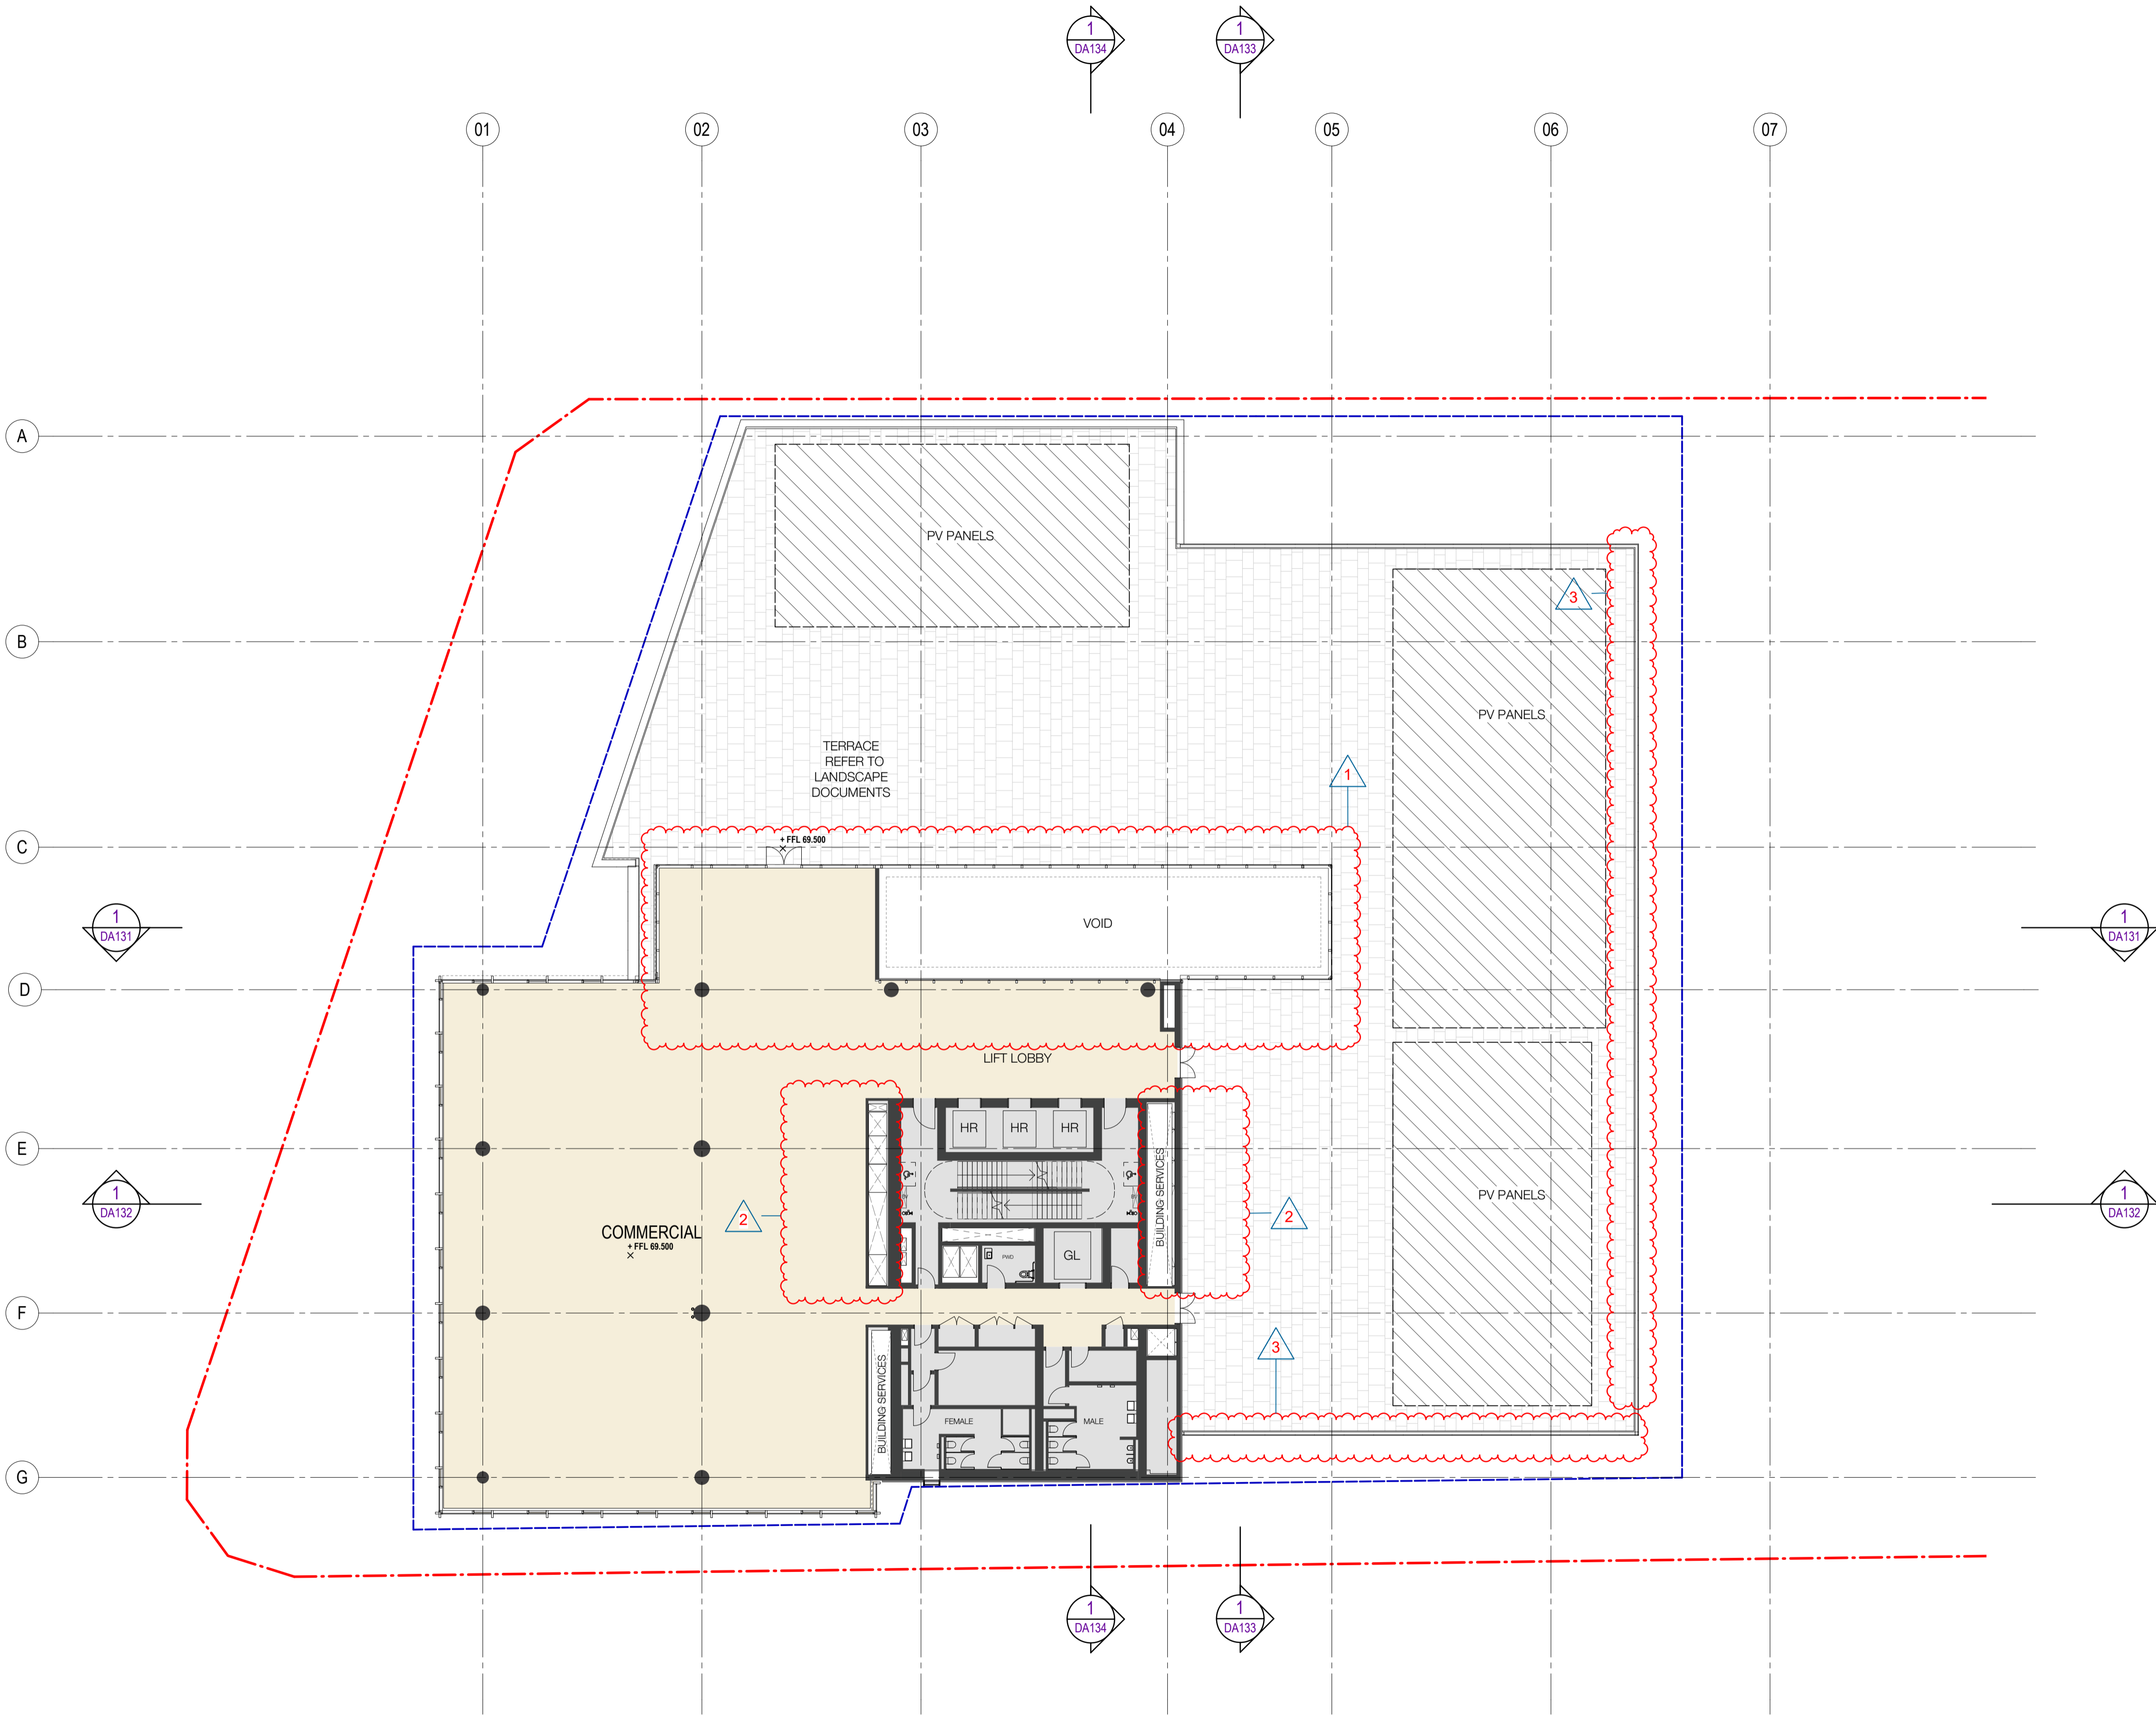 1
DA134
1
DA133
01
02
03
04
05
06
07
A
PV PANELS
3
B
PV PANELS
TERRACE
REFER TO
LANDSCAPE
DOCUMENTS
1
C
+ FFL 69.500
1
DA131
VOID
1
DA131
D
LIFT LOBBY
HR
HR
HR
E
BUILDING SERVICES
1
DA132
2
2
PV PANELS
1
DA132
COMMERCIAL
+ FFL 69.500
PWD
GL
F
3
BUILDING SERVICES
FEMALE
MALE
G
1
DA134
1
DA133